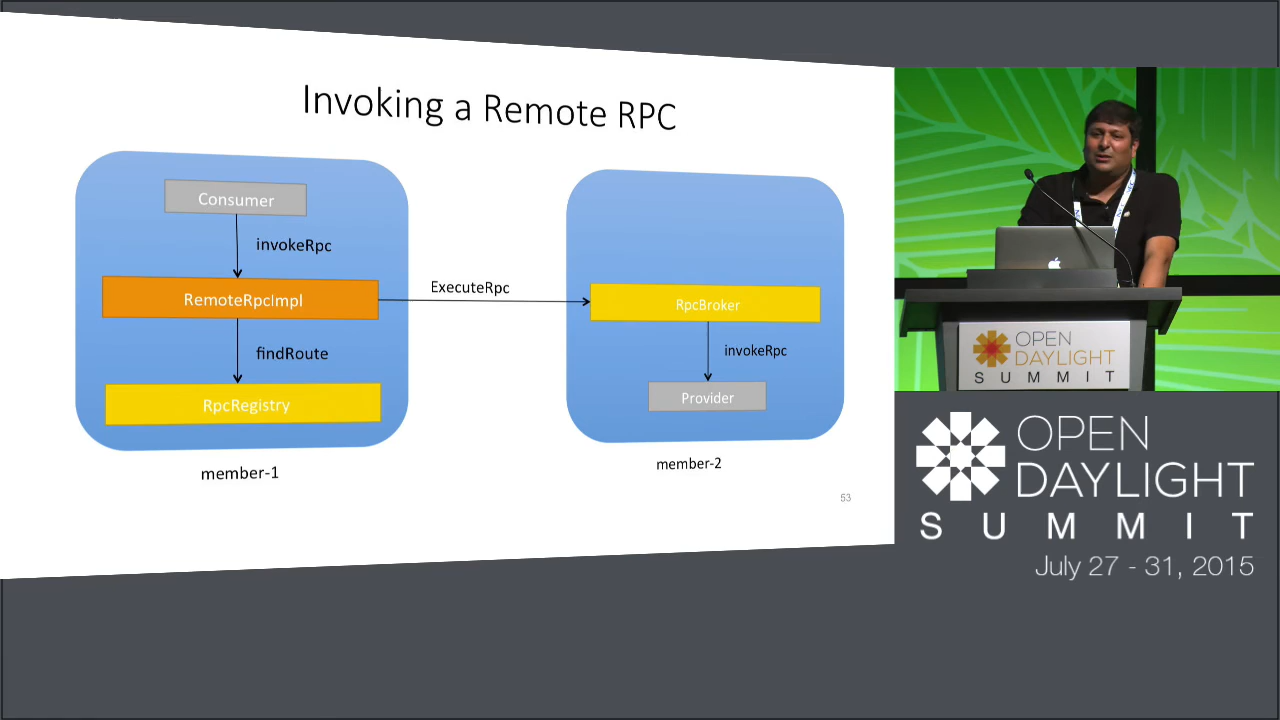 Invoking a Remote RPC
Consumer
invokeRpc
RemoteRpcImpl
findRoute
RpcRegistry
member-1
ExecuteRpc
RpcBroker
invokeRpc
Provider
member-2
53
OPEN
DAYLIGHT
SUMMIT
OPEN
DAYLIGHT
SUMMIT
July 27 - 31, 2015